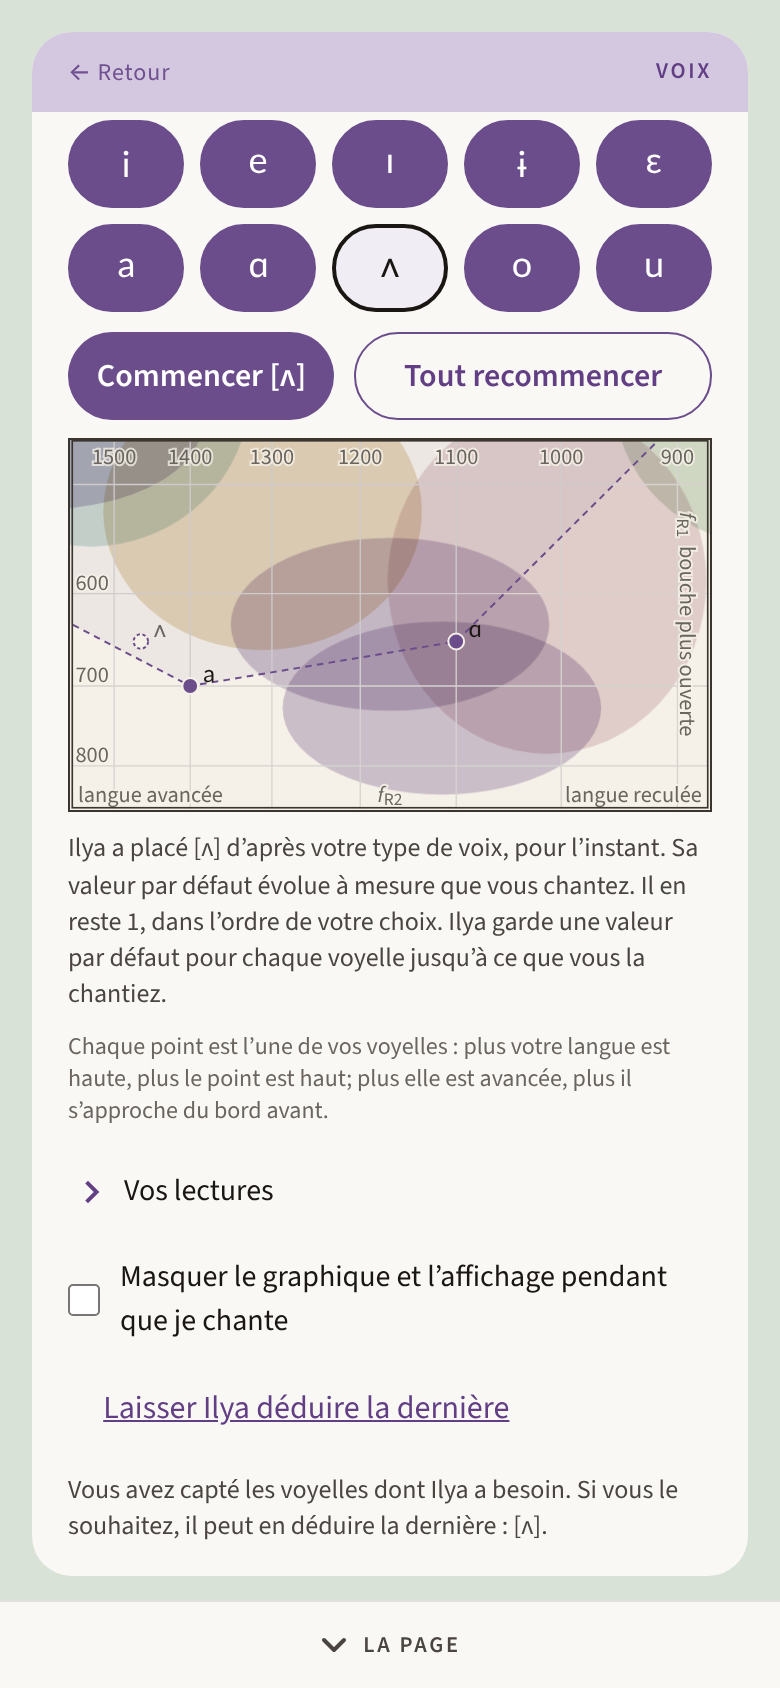 ← Retour
VOIX
i e ɪ ɨ ɛ
a ɑ ʌ o u
Commencer [ʌ]
Tout recommencer
1500 1400 1300 1200 1100 1000 900
600
700
800
ʌ
a
ɑ
fR1 bouche plus ouverte
langue avancée
fR2
langue reculée
Ilya a placé [ʌ] d’après votre type de voix, pour l’instant. Sa
valeur par défaut évolue à mesure que vous chantez. Il en
reste 1, dans l’ordre de votre choix. Ilya garde une valeur
par défaut pour chaque voyelle jusqu’à ce que vous la
chantiez.
Chaque point est l’une de vos voyelles : plus votre langue est
haute, plus le point est haut; plus elle est avancée, plus il
s’approche du bord avant.
Vos lectures
Masquer le graphique et l’affichage pendant
que je chante
Laisser Ilya déduire la dernière
Vous avez capté les voyelles dont Ilya a besoin. Si vous le
souhaitez, il peut en déduire la dernière : [ʌ].
LA PAGE